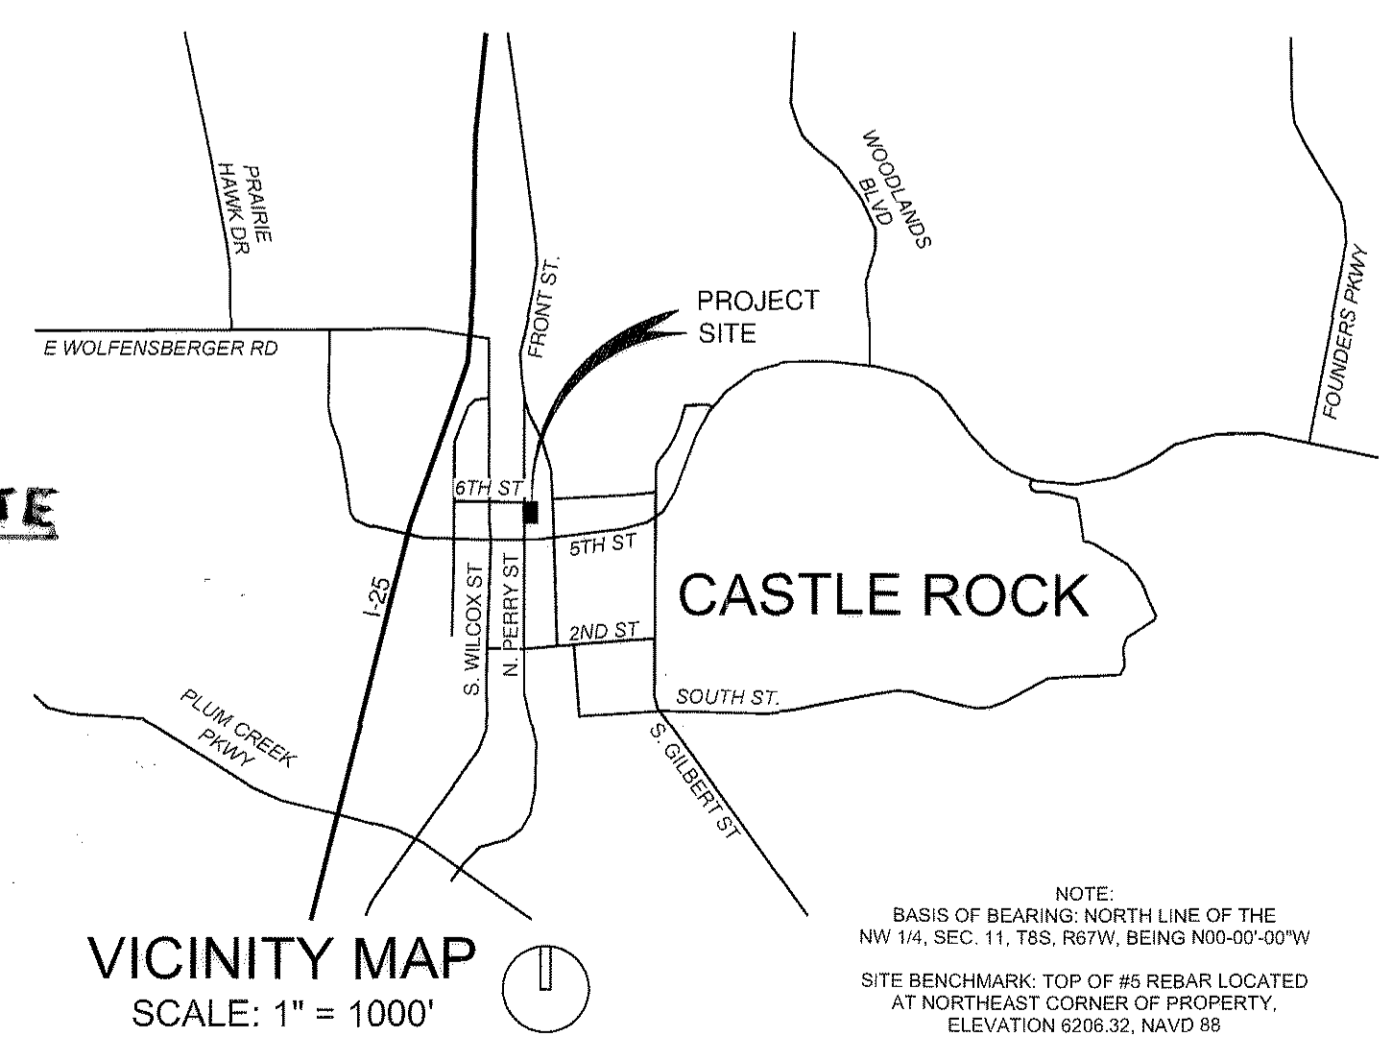 PRAIRIE
HAWK DR
WOODLANDS
BLVD
FRONT ST.
PROJECT
SITE
FOUNDERS PKWY
E WOLFENSBERGER RD
6TH ST
5TH ST
I-25
S. WILCOX ST
N. PERRY ST
CASTLE ROCK
2ND ST
SOUTH ST.
PLUM CREEK
PKWY
S. GILBERT ST
VICINITY MAP
SCALE: 1" = 1000'
NOTE:
BASIS OF BEARING: NORTH LINE OF THE
NW 1/4, SEC. 11, T8S, R67W, BEING N00-00'-00"W
SITE BENCHMARK: TOP OF #5 REBAR LOCATED
AT NORTHEAST CORNER OF PROPERTY,
ELEVATION 6206.32, NAVD 88